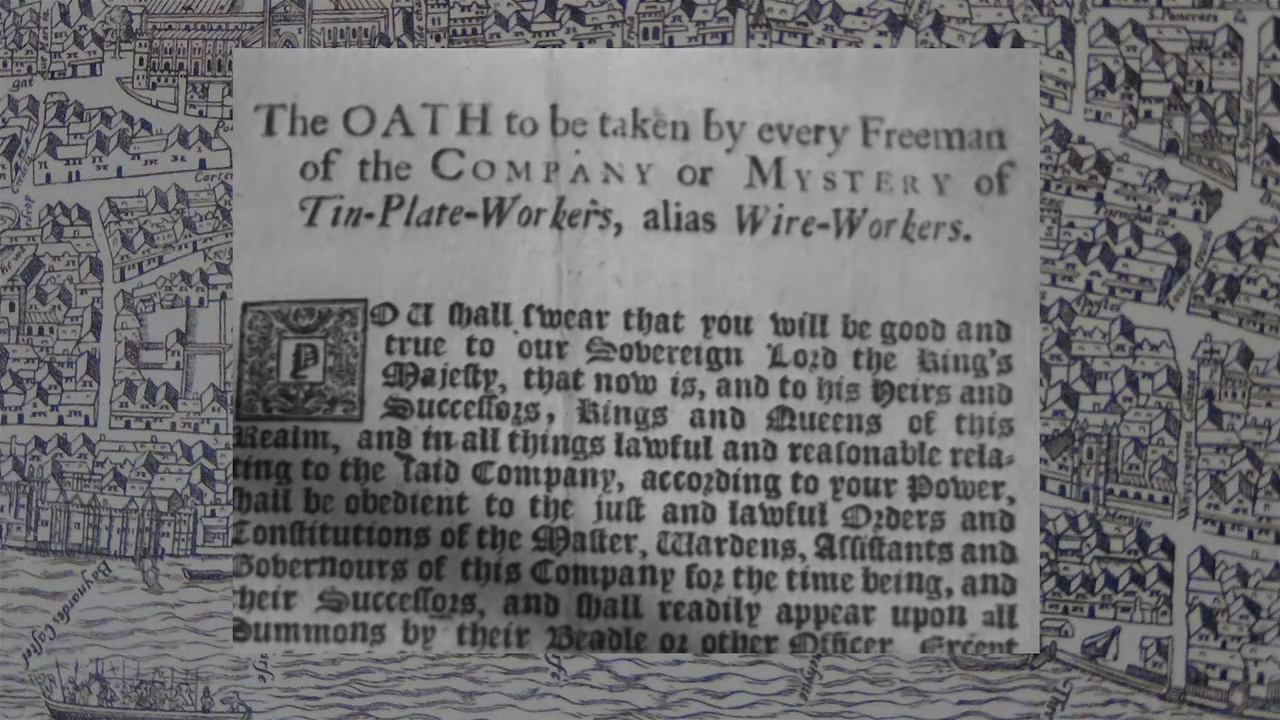 The OATH to be taken by every Freeman
of the COMPANY or MYSTERY of
Tin-Plate-Workers, alias Wire-Workers.
YOU ſhall ſwear that you will be good and
true to our Sovereign Lord the King's
Majeſty, that now is, and to his Heirs and
Succeſſors, Kings and Queens of this
Realm, and in all things lawful and reaſonable rela-
ting to the ſaid Company, according to your Power,
ſhall be obedient to the juſt and lawful Orders and
Conſtitutions of the Maſter, Wardens, Aſſiſtants and
Governours of this Company for the time being, and
their Succeſſors, and ſhall readily appear upon all
Summons by their Beadle or other Officer Except
S. Pancras
gat
Baynards Caſtel